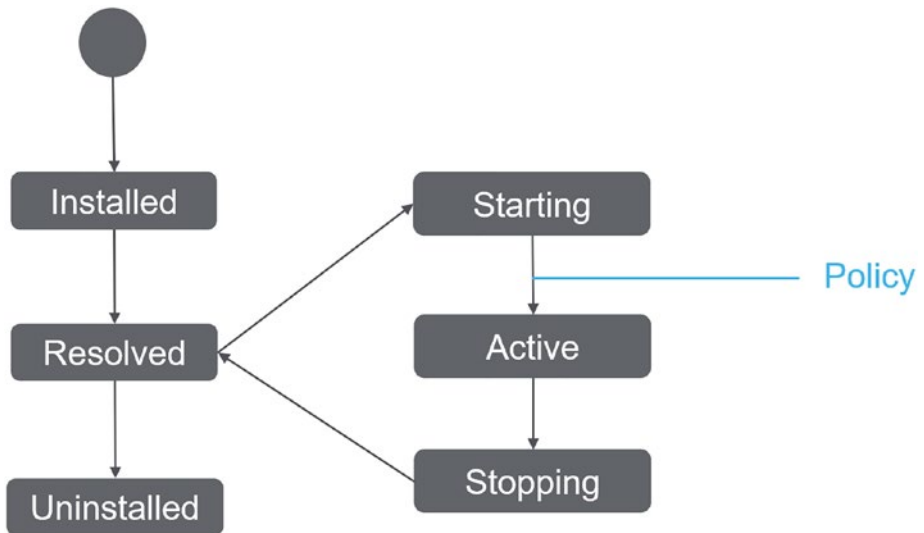 Installed
Starting
Policy
Resolved
Active
Stopping
Uninstalled